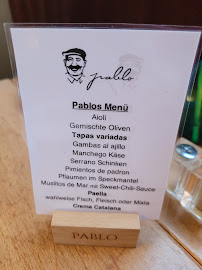 pablo
Pablos Menü
Aioli
Gemischte Oliven
Tapas variadas
Gambas al ajillo
Manchego Käse
Serrano Schinken
Pimientos de padron
Pflaumen im Speckmantel
Muslitos de Mar mit Sweet-Chili-Sauce
Paella
wahlweise Fisch, Fleisch oder Mixta
Creme Catalana
PABLO